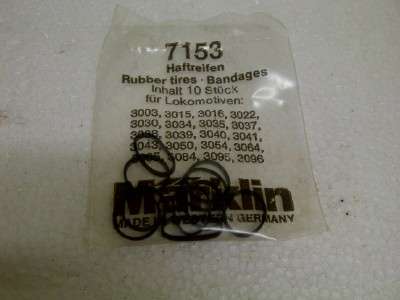 7153
Haftreifen
Rubber tires · Bandages
Inhalt 10 Stück
für Lokomotiven:
3003, 3015, 3016, 3022,
3030, 3034, 3035, 3037,
3039, 3040, 3041,
3043, 3050, 3054, 3064,
3084, 3095, 3096
Märklin
MADE IN WESTERN GERMANY